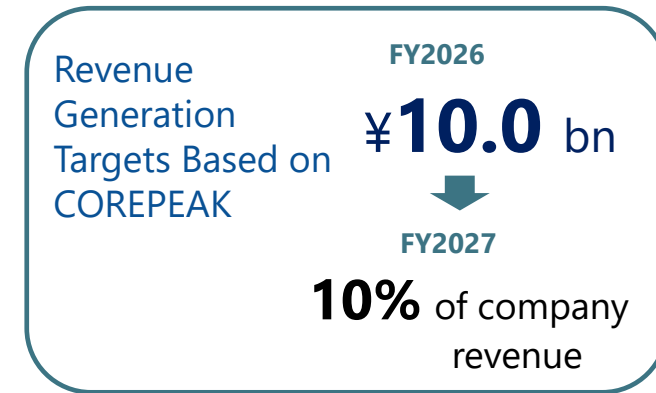 Revenue
Generation
Targets Based on
COREPEAK
FY2026
¥10.0 bn
FY2027
10% of company
revenue